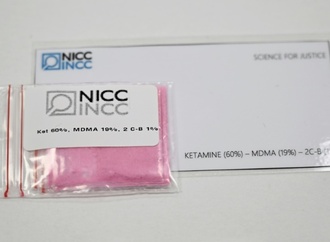 NICC
INCC
SCIENCE FOR JUSTICE
NICC
INCC
Ket 60%, MDMA 19%, 2 C-B 1%
KETAMINE (60%) – MDMA (19%) – 2C-B